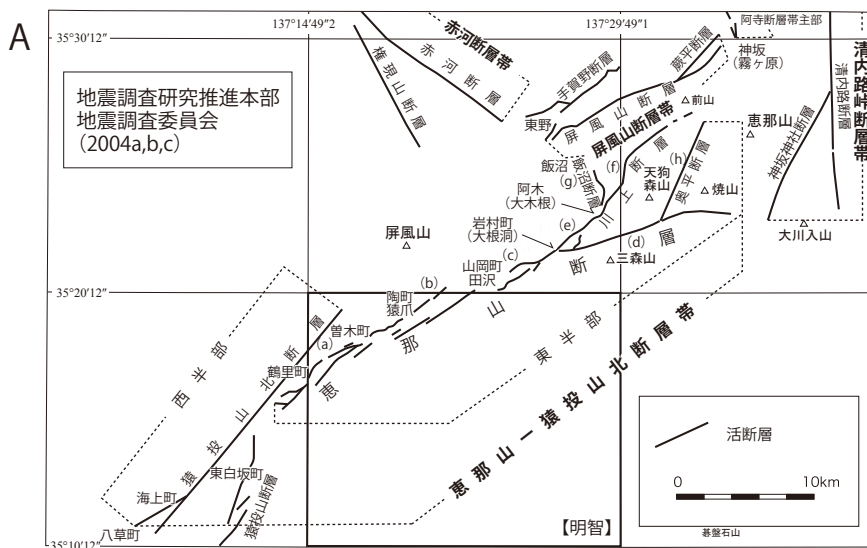 A
137°14′49″2
137°29′49″1
35°30′12″
35°20′12″
35°10′12″
地震調査研究推進本部
地震調査委員会
（2004a,b,c）
権現山断層
赤河断層
赤河断層帯
手賀野断層
蕨平断層
阿寺断層帯主部
神坂
（霧ヶ原）
清内路峠断層帯
清内路断層
前山
東野
屏風山断層
屏風山断層帯
恵那山
神坂神社断層
飯沼
飯沼断層
(g)
(f)
川上断層
(h)
天狗
森山
奥平断層
焼山
阿木
（大木根）
大川入山
岩村町
（大根洞）
(e)
(d)
屏風山
(c)
三森山
山岡町
田沢
(b)
陶町
猿爪
曽木町
(a)
鶴里町
恵那山断層
東半部
西半部
猿投山北断層
恵那山－猿投山北断層帯
東白坂町
海上町
八草町
猿投山断層
【明智】
活断層
0
10km
碁盤石山